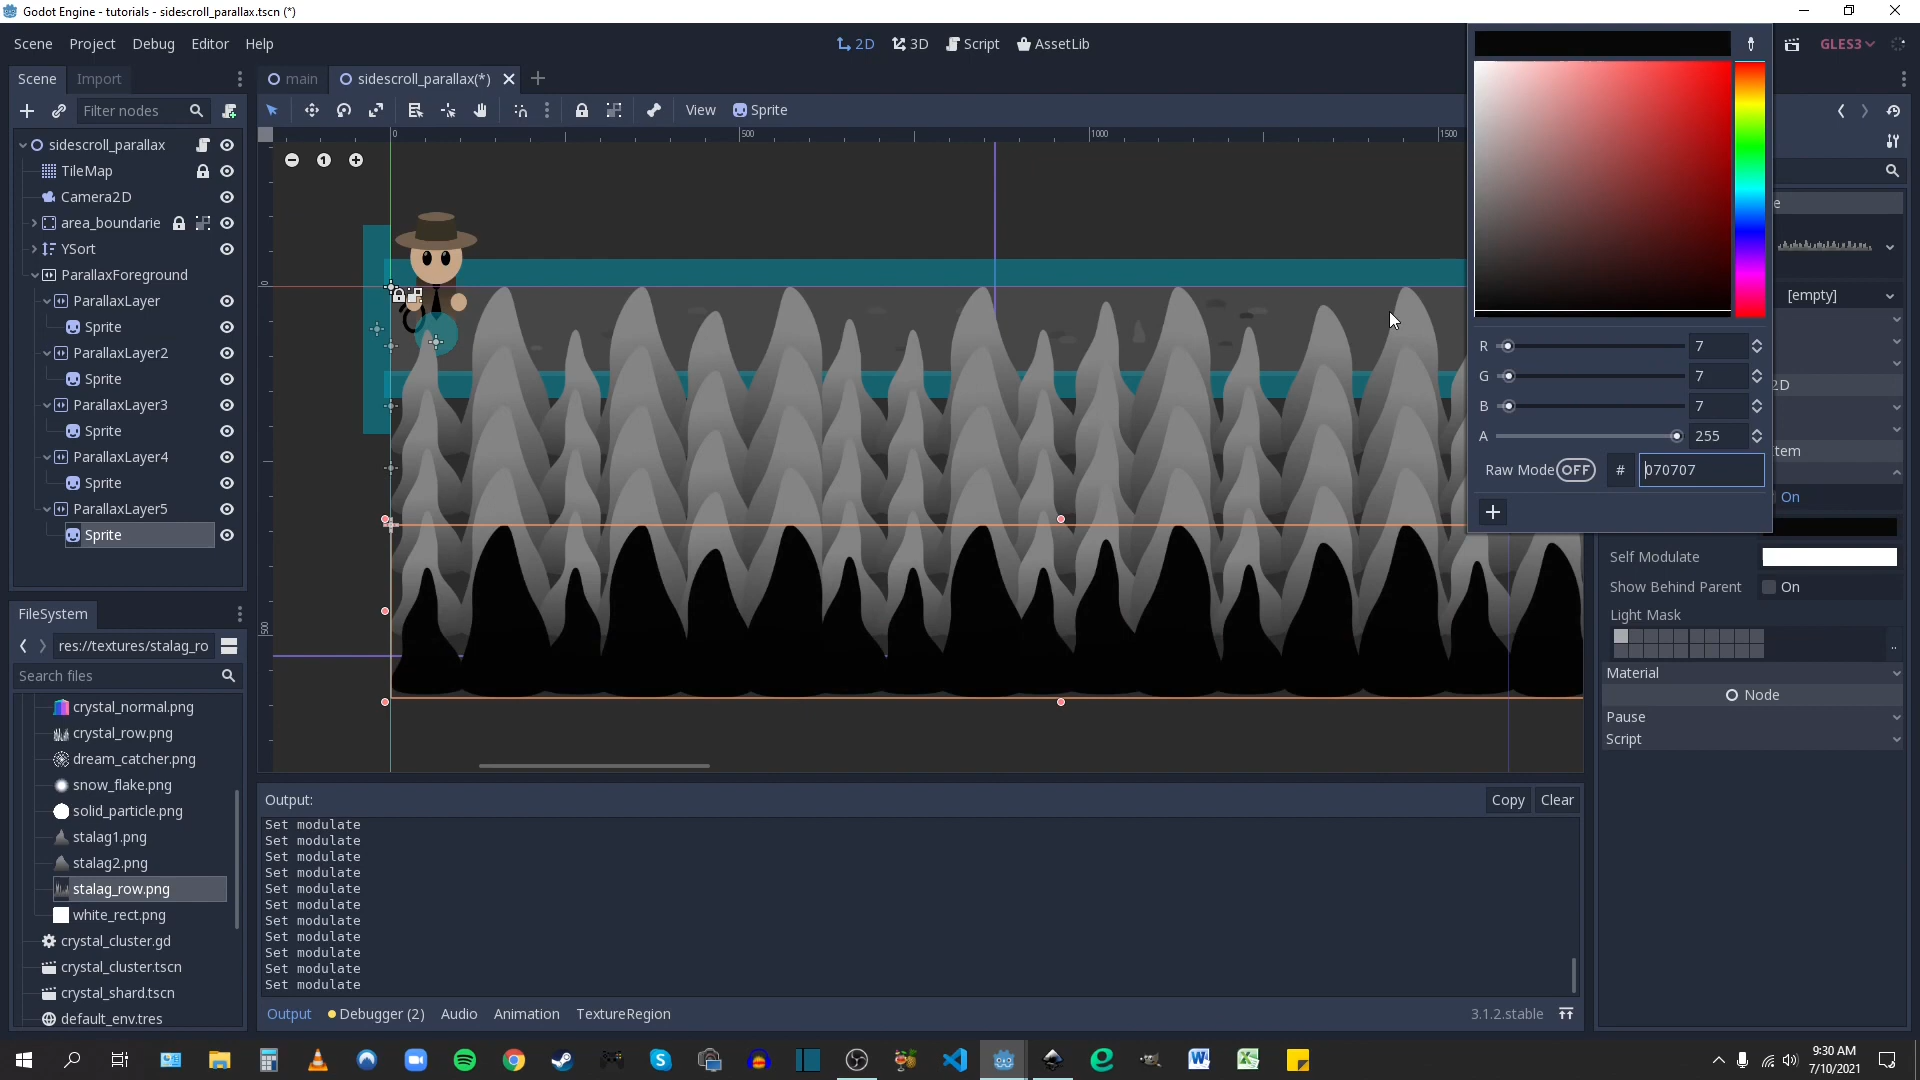 Godot Engine - tutorials - sidescroll_parallax.tscn (*)
Scene Project Debug Editor Help
2D 3D Script AssetLib
GLES3
Scene Import
main sidescroll_parallax(*)
Filter nodes
View Sprite
sidescroll_parallax
TileMap
Camera2D
area_boundarie
YSort
ParallaxForeground
ParallaxLayer
Sprite
ParallaxLayer2
Sprite
ParallaxLayer3
Sprite
ParallaxLayer4
Sprite
ParallaxLayer5
Sprite
0 500 1000 1500
0
500
R 7
G 7
B 7
A 255
Raw Mode OFF # 070707
[empty]
2D
On
Self Modulate
Show Behind Parent On
Light Mask
Material
Node
Pause
Script
FileSystem
res://textures/stalag_ro
Search files
crystal_normal.png
crystal_row.png
dream_catcher.png
snow_flake.png
solid_particle.png
stalag1.png
stalag2.png
stalag_row.png
white_rect.png
crystal_cluster.gd
crystal_cluster.tscn
crystal_shard.tscn
default_env.tres
Output: Copy Clear
Set modulate
Set modulate
Set modulate
Set modulate
Set modulate
Set modulate
Set modulate
Set modulate
Set modulate
Set modulate
Set modulate
Output Debugger (2) Audio Animation TextureRegion 3.1.2.stable
9:30 AM
7/10/2021